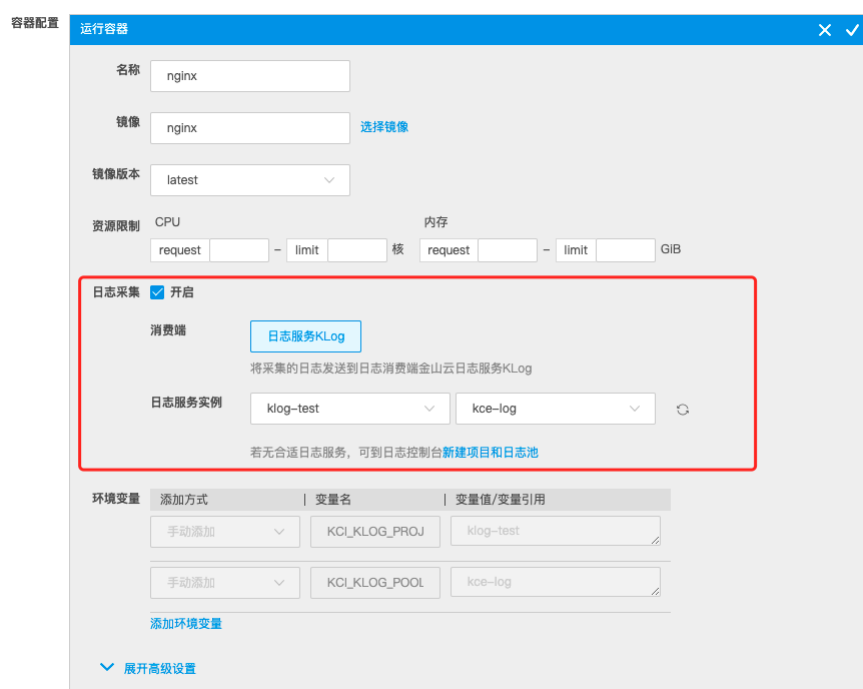 容器配置
运行容器
名称 nginx
镜像 nginx 选择镜像
镜像版本 latest
资源限制 CPU 内存
request – limit 核 request – limit GiB
日志采集 开启
消费端 日志服务KLog
将采集的日志发送到日志消费端金山云日志服务KLog
日志服务实例 klog-test kce-log
若无合适日志服务，可到日志控制台新建项目和日志池
环境变量 添加方式 | 变量名 | 变量值/变量引用
手动添加 KCI_KLOG_PROJ klog-test
手动添加 KCI_KLOG_POOL kce-log
添加环境变量
展开高级设置